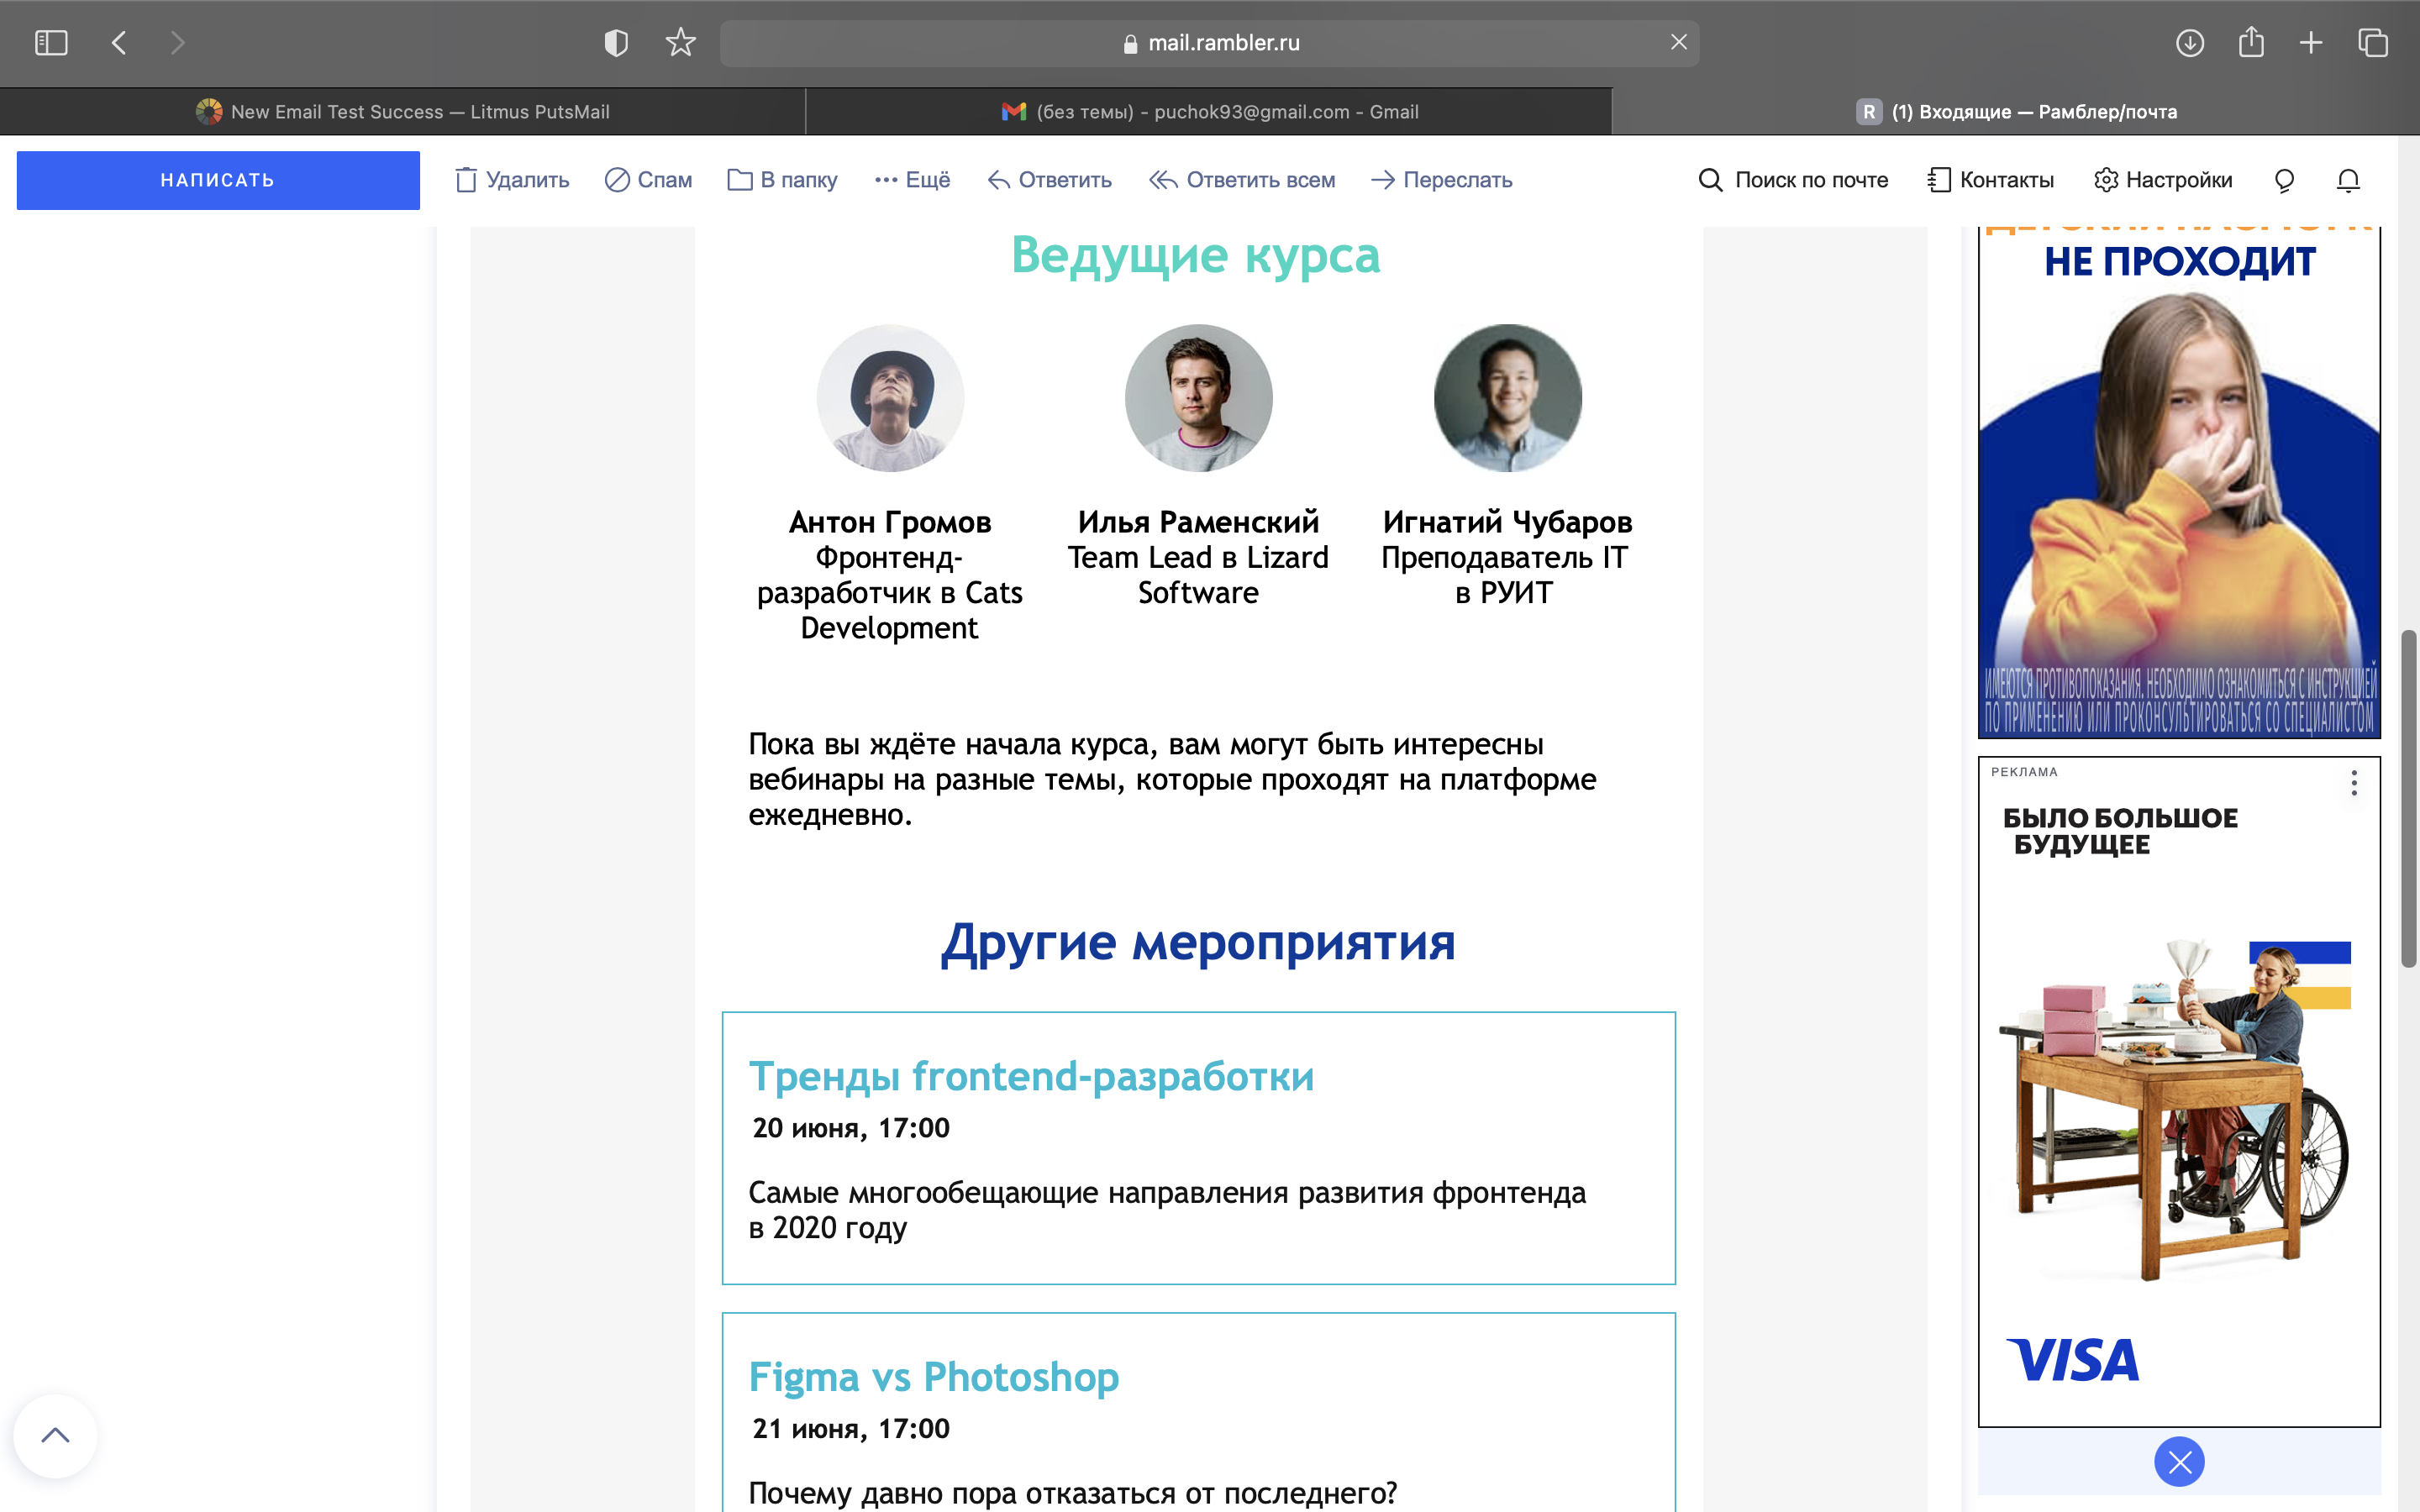 mail.rambler.ru
New Email Test Success — Litmus PutsMail
(без темы) - puchok93@gmail.com - Gmail
R (1) Входящие — Рамблер/почта
НАПИСАТЬ
Удалить
Спам
В папку
Ещё
Ответить
Ответить всем
Переслать
Поиск по почте
Контакты
Настройки
Ведущие курса
Антон Громов
Фронтенд-
разработчик в Cats
Development
Илья Раменский
Team Lead в Lizard
Software
Игнатий Чубаров
Преподаватель IT
в РУИТ
Пока вы ждёте начала курса, вам могут быть интересны
вебинары на разные темы, которые проходят на платформе
ежедневно.
Другие мероприятия
Тренды frontend-разработки
20 июня, 17:00
Самые многообещающие направления развития фронтенда
в 2020 году
Figma vs Photoshop
21 июня, 17:00
Почему давно пора отказаться от последнего?
НЕ ПРОХОДИТ
ИМЕЮТСЯ ПРОТИВОПОКАЗАНИЯ. НЕОБХОДИМО ОЗНАКОМИТЬСЯ С ИНСТРУКЦИЕЙ
ПО ПРИМЕНЕНИЮ ИЛИ ПРОКОНСУЛЬТИРОВАТЬСЯ СО СПЕЦИАЛИСТОМ
РЕКЛАМА
БЫЛО БОЛЬШОЕ
БУДУЩЕЕ
VISA